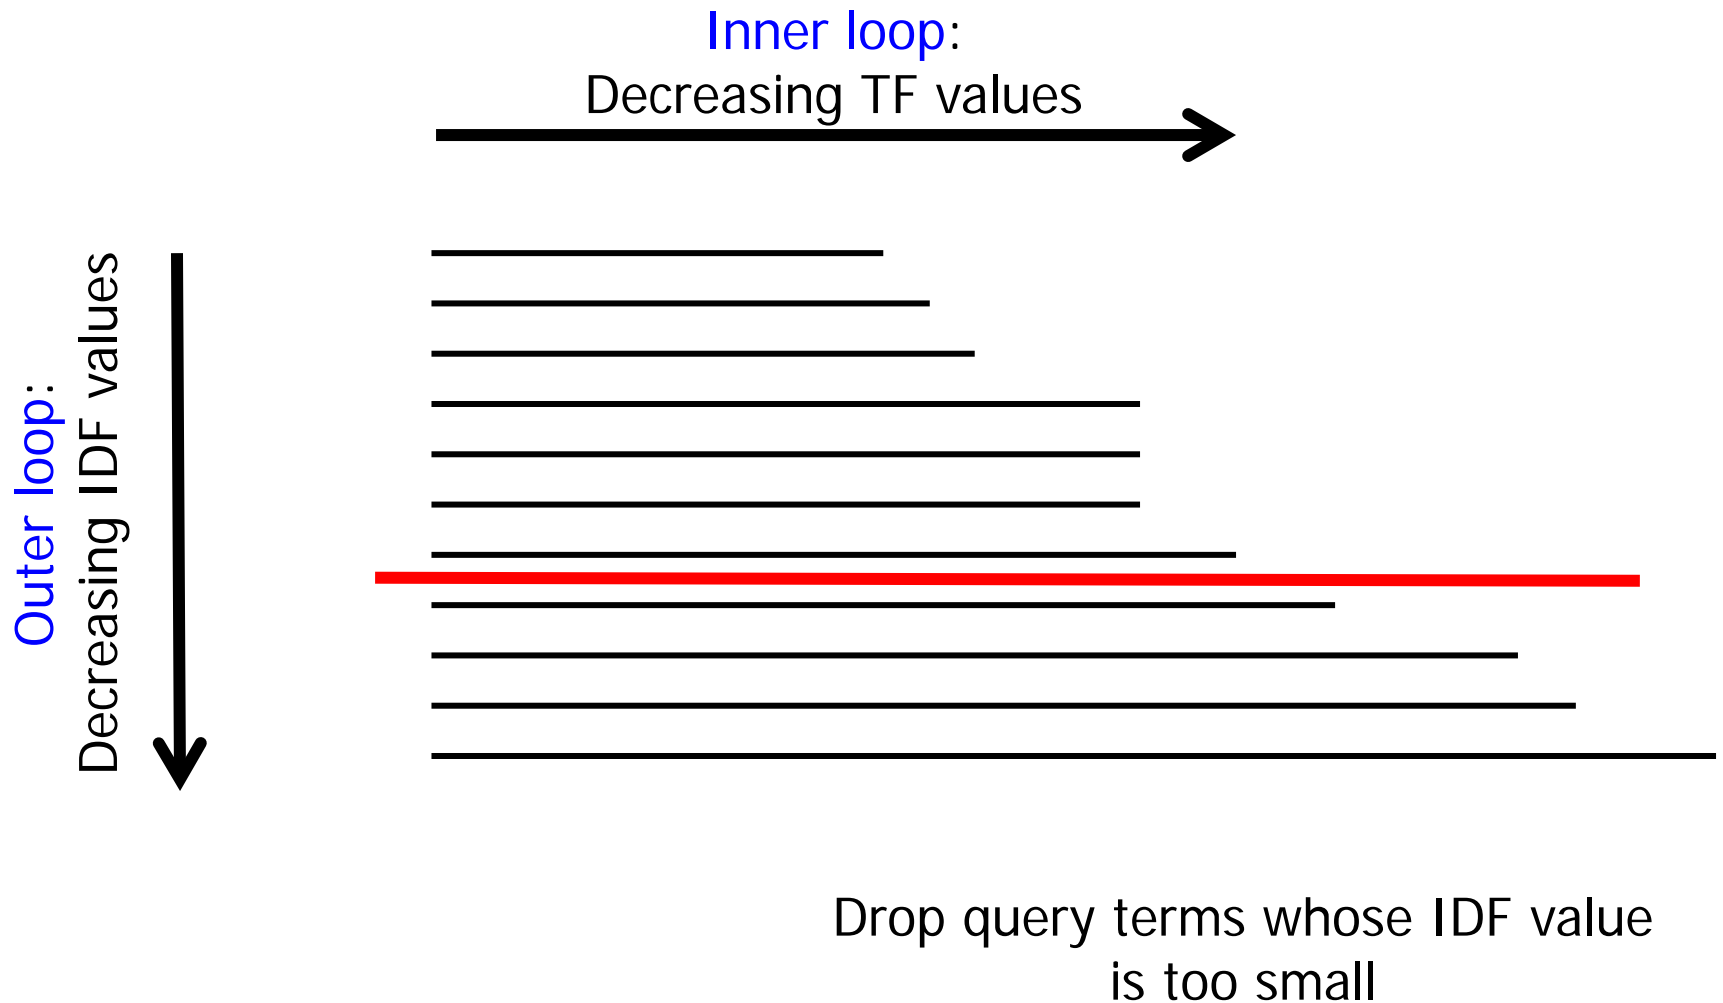 Inner loop:
Decreasing TF values
Outer loop:
Decreasing IDF values
Drop query terms whose IDF value
is too small